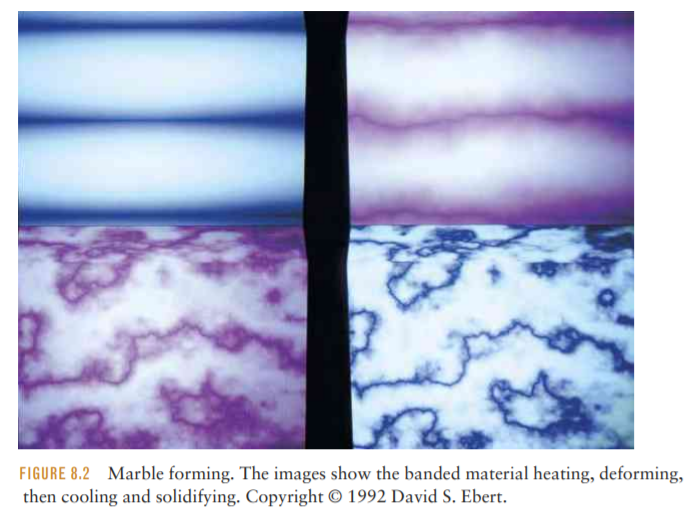 FIGURE 8.2 Marble forming. The images show the banded material heating, deforming,
then cooling and solidifying. Copyright © 1992 David S. Ebert.